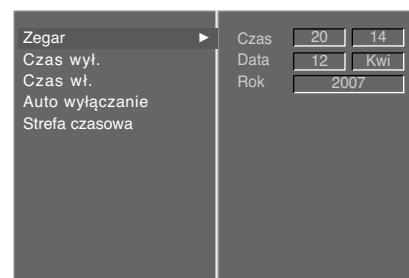 Zegar ►
Czas wył.
Czas wł.
Auto wyłączanie
Strefa czasowa
Czas 20 14
Data 12 Kwi
Rok 2007